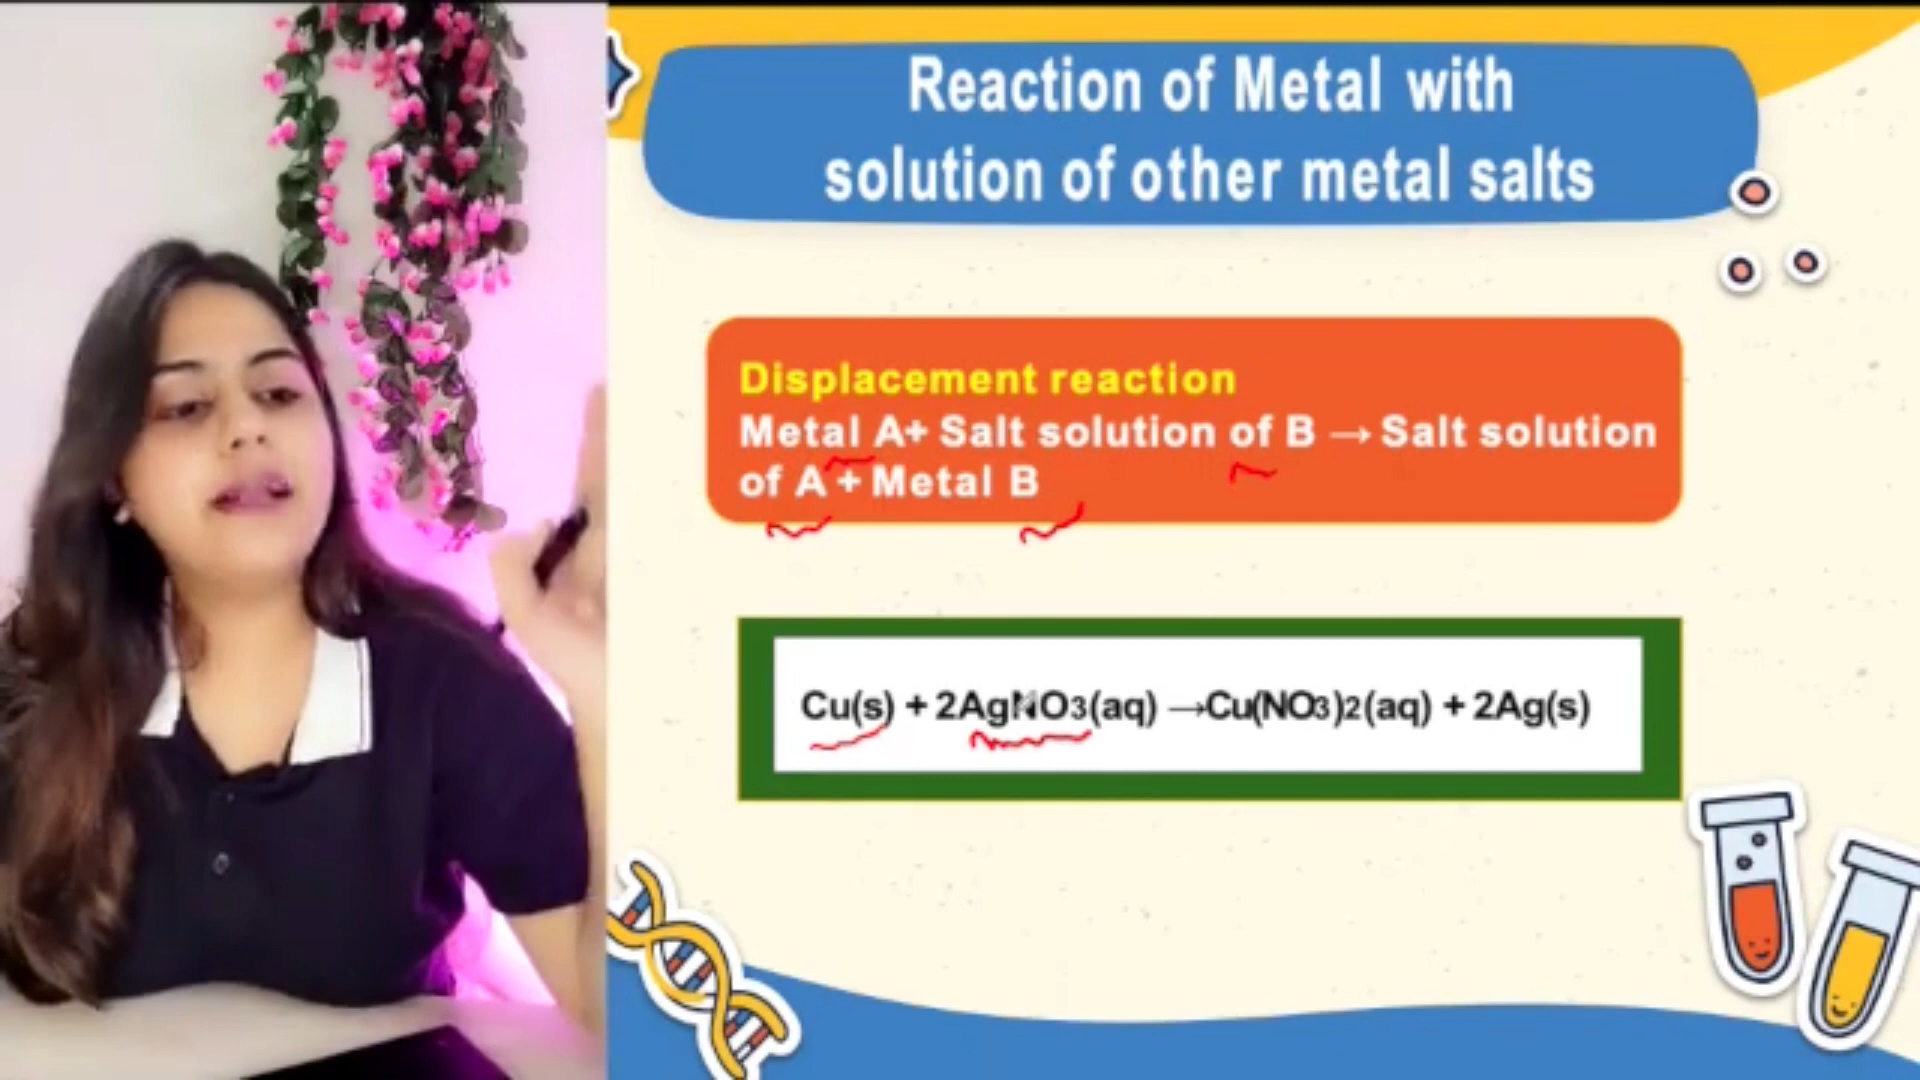 Reaction of Metal with
solution of other metal salts
Displacement reaction
Metal A+ Salt solution of B → Salt solution
of A + Metal B
Cu(s) + 2AgNO3(aq) →Cu(NO3)2(aq) + 2Ag(s)